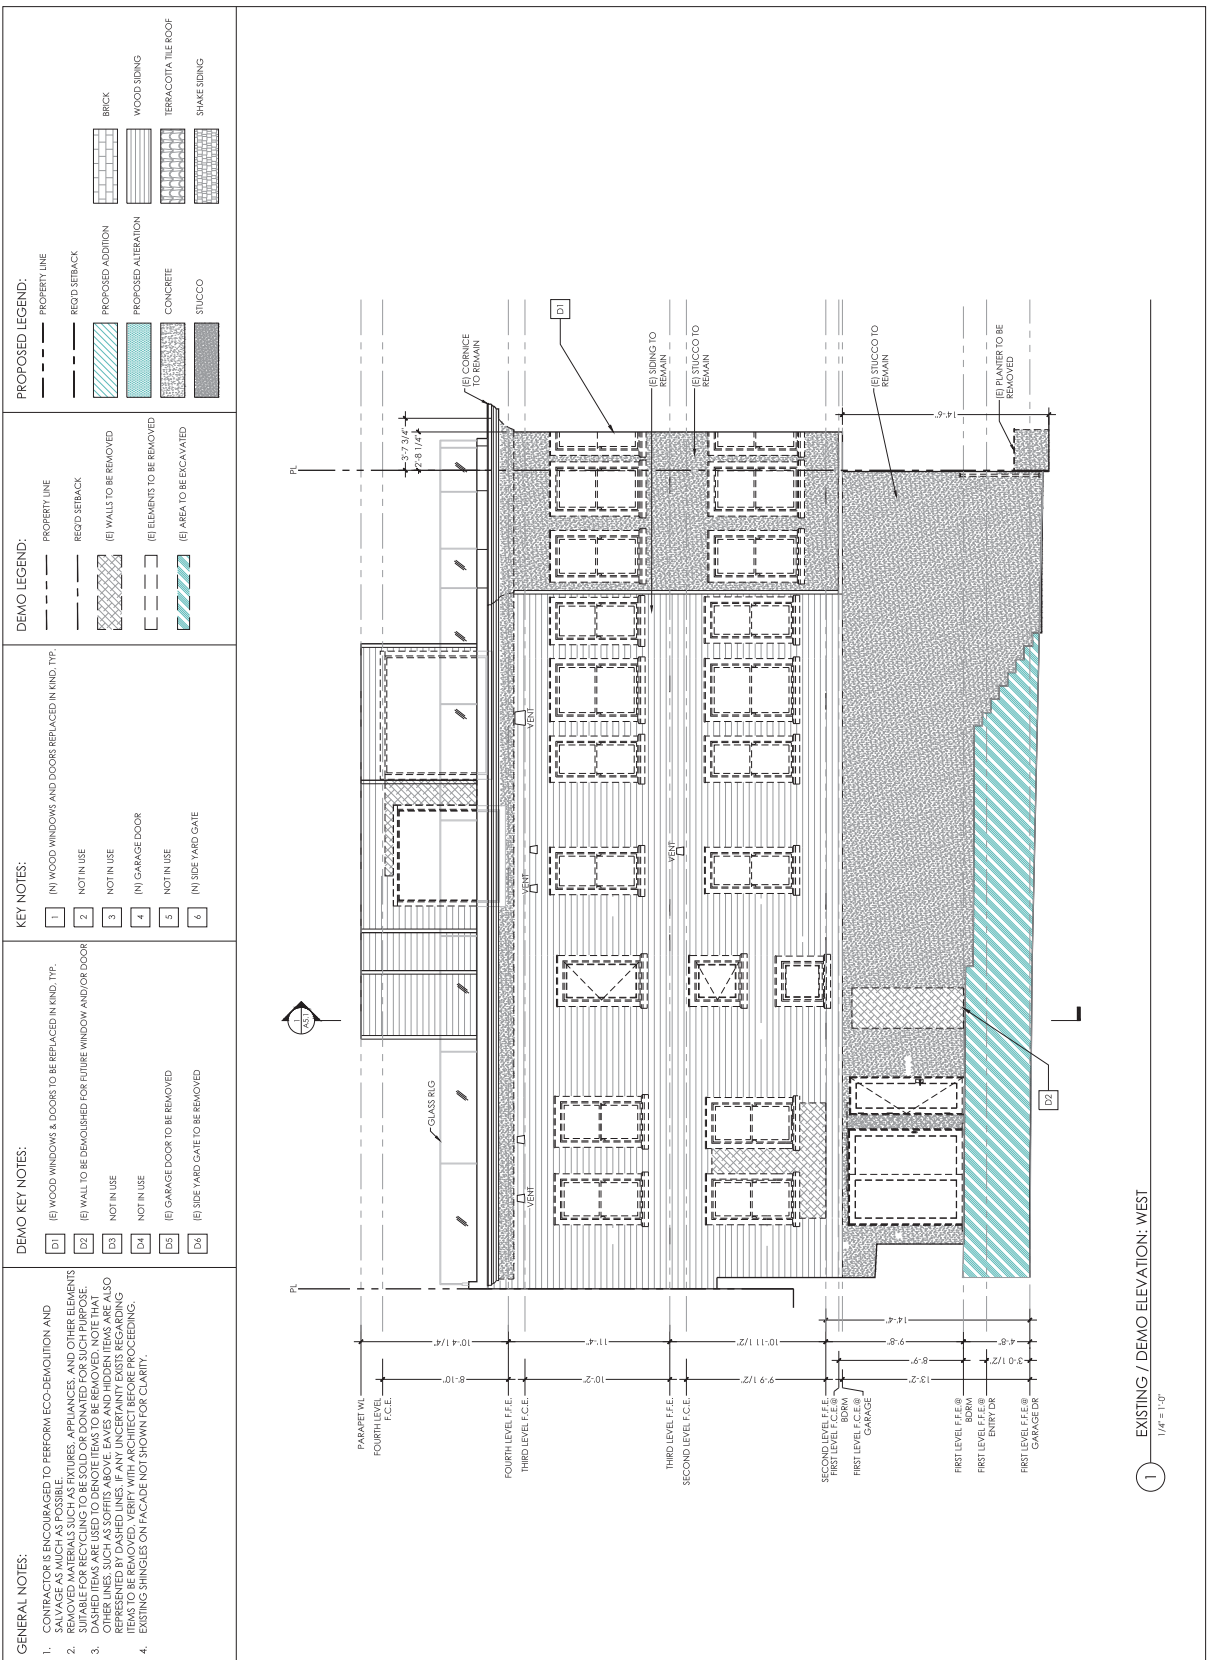 GENERAL NOTES:
1. CONTRACTOR IS ENCOURAGED TO PERFORM ECO-DEMOLITION AND
SALVAGE AS MUCH AS POSSIBLE.
2. REMOVED MATERIALS SUCH AS FIXTURES, APPLIANCES, AND OTHER ELEMENTS
SUITABLE FOR RECYCLING TO BE SOLD OR DONATED FOR SUCH PURPOSE.
3. DASHED ITEMS ARE USED TO DENOTE ITEMS TO BE REMOVED. NOTE THAT
OTHER LINES, SUCH AS SOFFITS ABOVE, EAVES AND HIDDEN ITEMS ARE ALSO
REPRESENTED BY DASHED LINES. IF ANY UNCERTAINTY EXISTS REGARDING
ITEMS TO BE REMOVED, VERIFY WITH ARCHITECT BEFORE PROCEEDING.
4. EXISTING SHINGLES ON FACADE NOT SHOWN FOR CLARITY.
DEMO KEY NOTES:
D1 (E) WOOD WINDOWS & DOORS TO BE REPLACED IN KIND, TYP.
D2 (E) WALL TO BE DEMOLISHED FOR FUTURE WINDOW AND/OR DOOR
D3 NOT IN USE
D4 NOT IN USE
D5 (E) GARAGE DOOR TO BE REMOVED
D6 (E) SIDE YARD GATE TO BE REMOVED
KEY NOTES:
1 (N) WOOD WINDOWS AND DOORS REPLACED IN KIND, TYP.
2 NOT IN USE
3 NOT IN USE
4 (N) GARAGE DOOR
5 NOT IN USE
6 (N) SIDE YARD GATE
DEMO LEGEND:
PROPERTY LINE
REQ'D SETBACK
(E) WALLS TO BE REMOVED
(E) ELEMENTS TO BE REMOVED
(E) AREA TO BE EXCAVATED
PROPOSED LEGEND:
PROPERTY LINE
REQ'D SETBACK
PROPOSED ADDITION
PROPOSED ALTERATION
CONCRETE
STUCCO
BRICK
WOOD SIDING
TERRACOTTA TILE ROOF
SHAKE SIDING
1
A3.1
PL
PL
PARAPET WL
FOURTH LEVEL
F.C.E.
FOURTH LEVEL F.F.E.
THIRD LEVEL F.C.E.
THIRD LEVEL F.F.E.
SECOND LEVEL F.C.E.
SECOND LEVEL F.F.E.
FIRST LEVEL F.C.E.@
BDRM
FIRST LEVEL F.C.E.@
GARAGE
FIRST LEVEL F.F.E.@
BDRM
FIRST LEVEL F.F.E.@
ENTRY DR
FIRST LEVEL F.F.E.@
GARAGE DR
10'-4 1/4"
8'-10"
11'-4"
10'-2"
10'-11 1/2"
9'-9 1/2"
14'-4"
9'-8"
4'-8"
8'-9"
3'-0 1/2"
13'-2"
GLASS RLG
VENT
VENT
VENT
VENT
(E) CORNICE
TO REMAIN
3'-7 3/4"
2'-8 1/4"
D1
(E) SIDING TO
REMAIN
(E) STUCCO TO
REMAIN
(E) STUCCO TO
REMAIN
(E) PLANTER TO BE
REMOVED
14'-6"
D2
1 EXISTING / DEMO ELEVATION: WEST
1/4" = 1'-0"